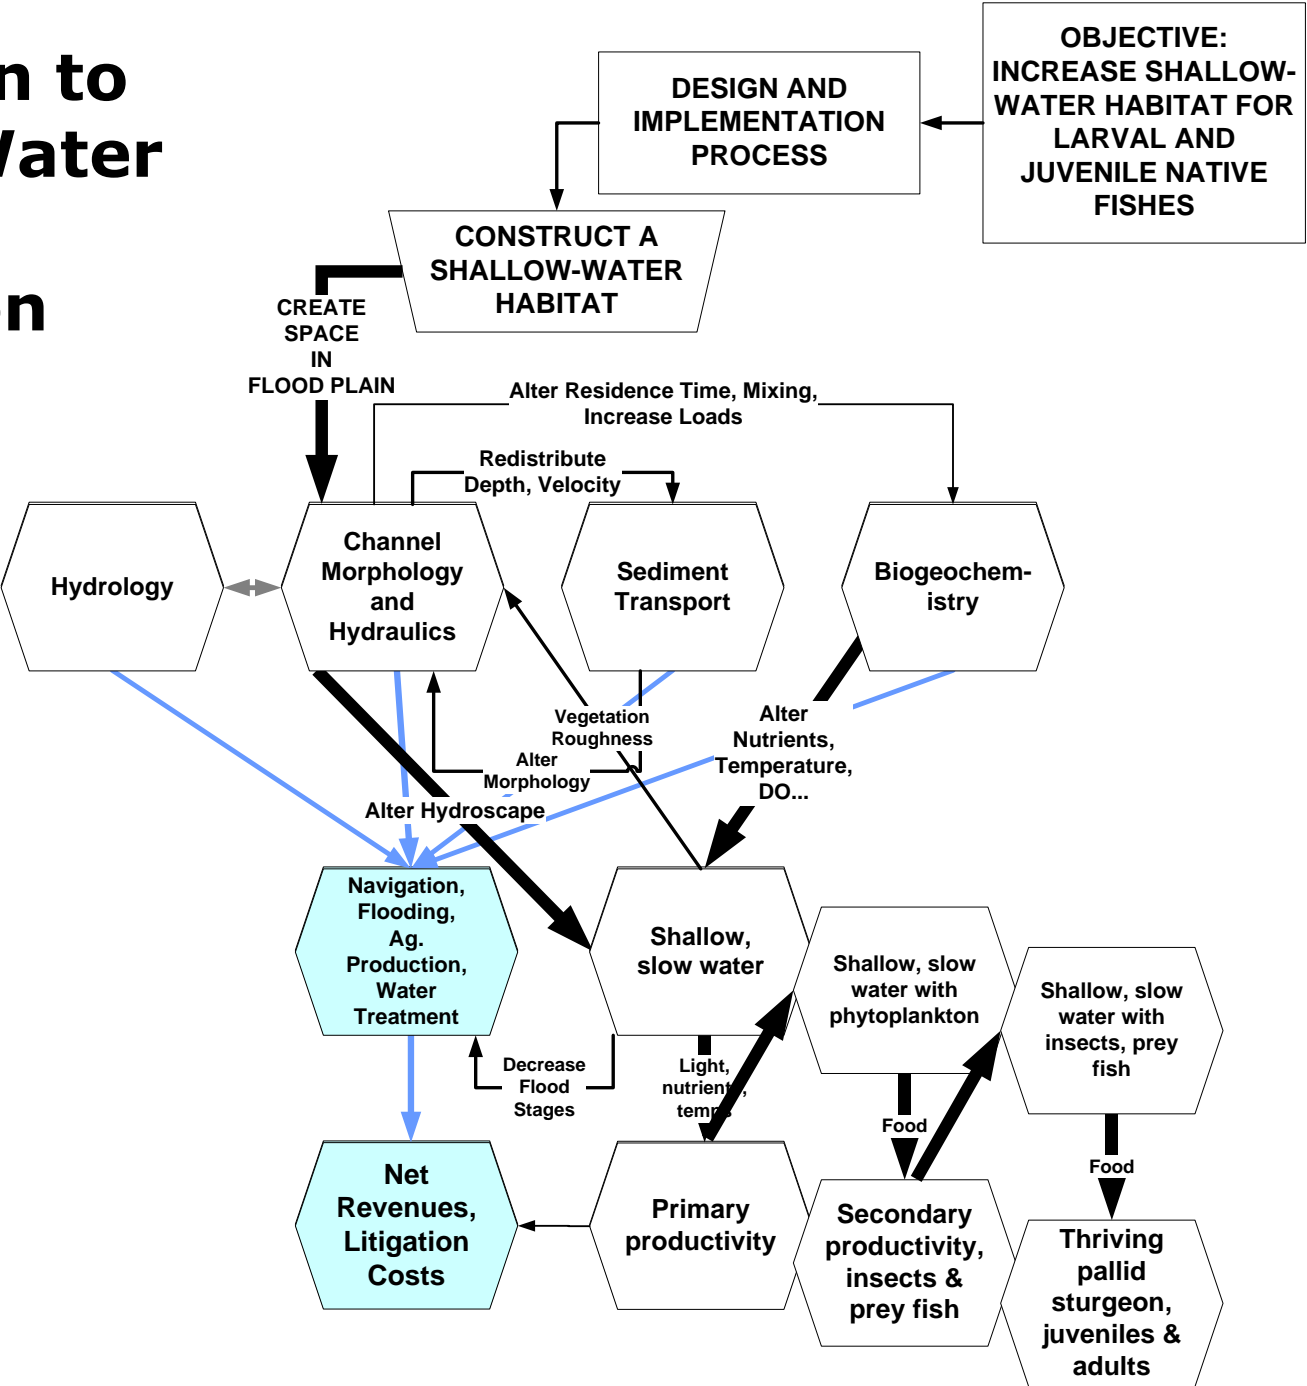 n to
Water
n
OBJECTIVE:
INCREASE SHALLOW-
WATER HABITAT FOR
LARVAL AND
JUVENILE NATIVE
FISHES
DESIGN AND
IMPLEMENTATION
PROCESS
CONSTRUCT A
SHALLOW-WATER
HABITAT
CREATE
SPACE
IN
FLOOD PLAIN
Alter Residence Time, Mixing,
Increase Loads
Redistribute
Depth, Velocity
Hydrology
Channel
Morphology
and
Hydraulics
Sediment
Transport
Biogeochem-
istry
Vegetation
Roughness
Alter
Morphology
Alter
Nutrients,
Temperature,
DO...
Alter Hydroscape
Navigation,
Flooding,
Ag.
Production,
Water
Treatment
Shallow,
slow water
Shallow, slow
water with
phytoplankton
Shallow, slow
water with
insects, prey
fish
Decrease
Flood
Stages
Light,
nutrients,
temps
Food
Food
Net
Revenues,
Litigation
Costs
Primary
productivity
Secondary
productivity,
insects &
prey fish
Thriving
pallid
sturgeon,
juveniles &
adults